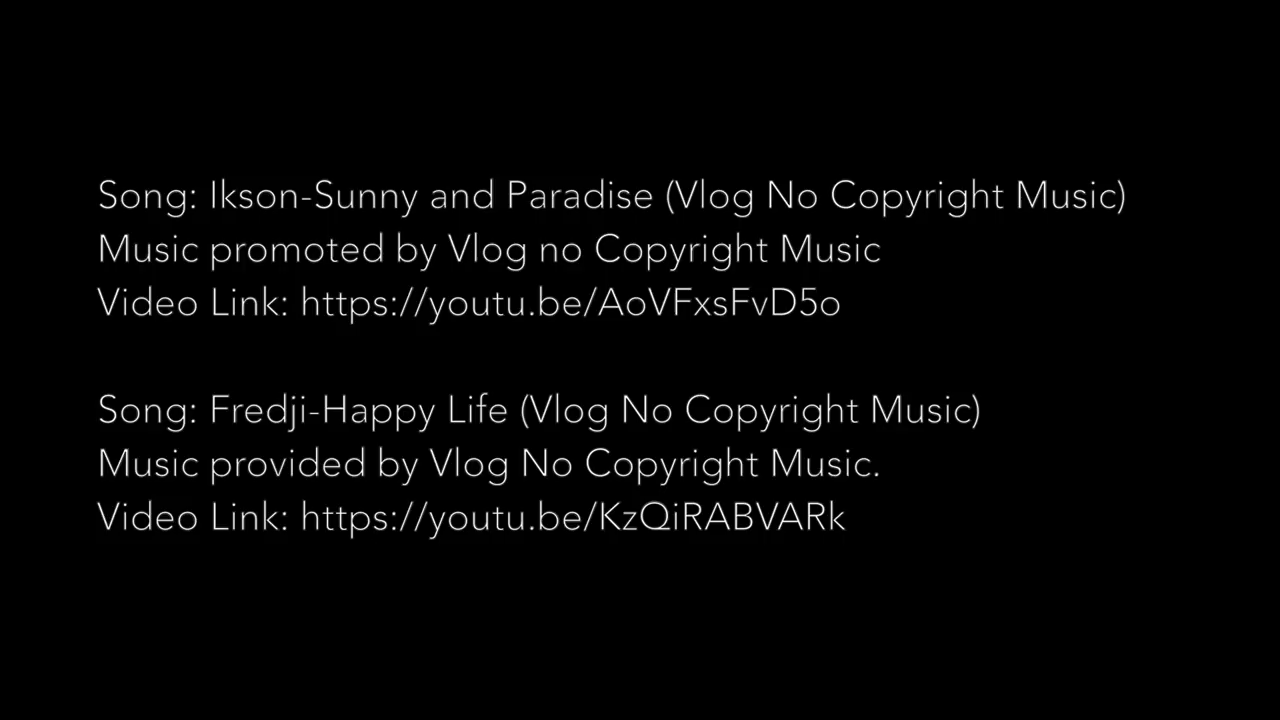 Song: Ikson-Sunny and Paradise (Vlog No Copyright Music)
Music promoted by Vlog no Copyright Music
Video Link: https://youtu.be/AoVFxsFvD5o
Song: Fredji-Happy Life (Vlog No Copyright Music)
Music provided by Vlog No Copyright Music.
Video Link: https://youtu.be/KzQiRABVARk